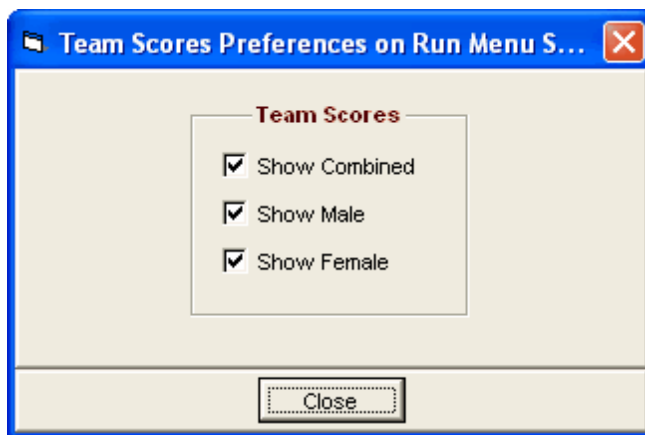 Team Scores Preferences on Run Menu S...
Team Scores
Show Combined
Show Male
Show Female
Close